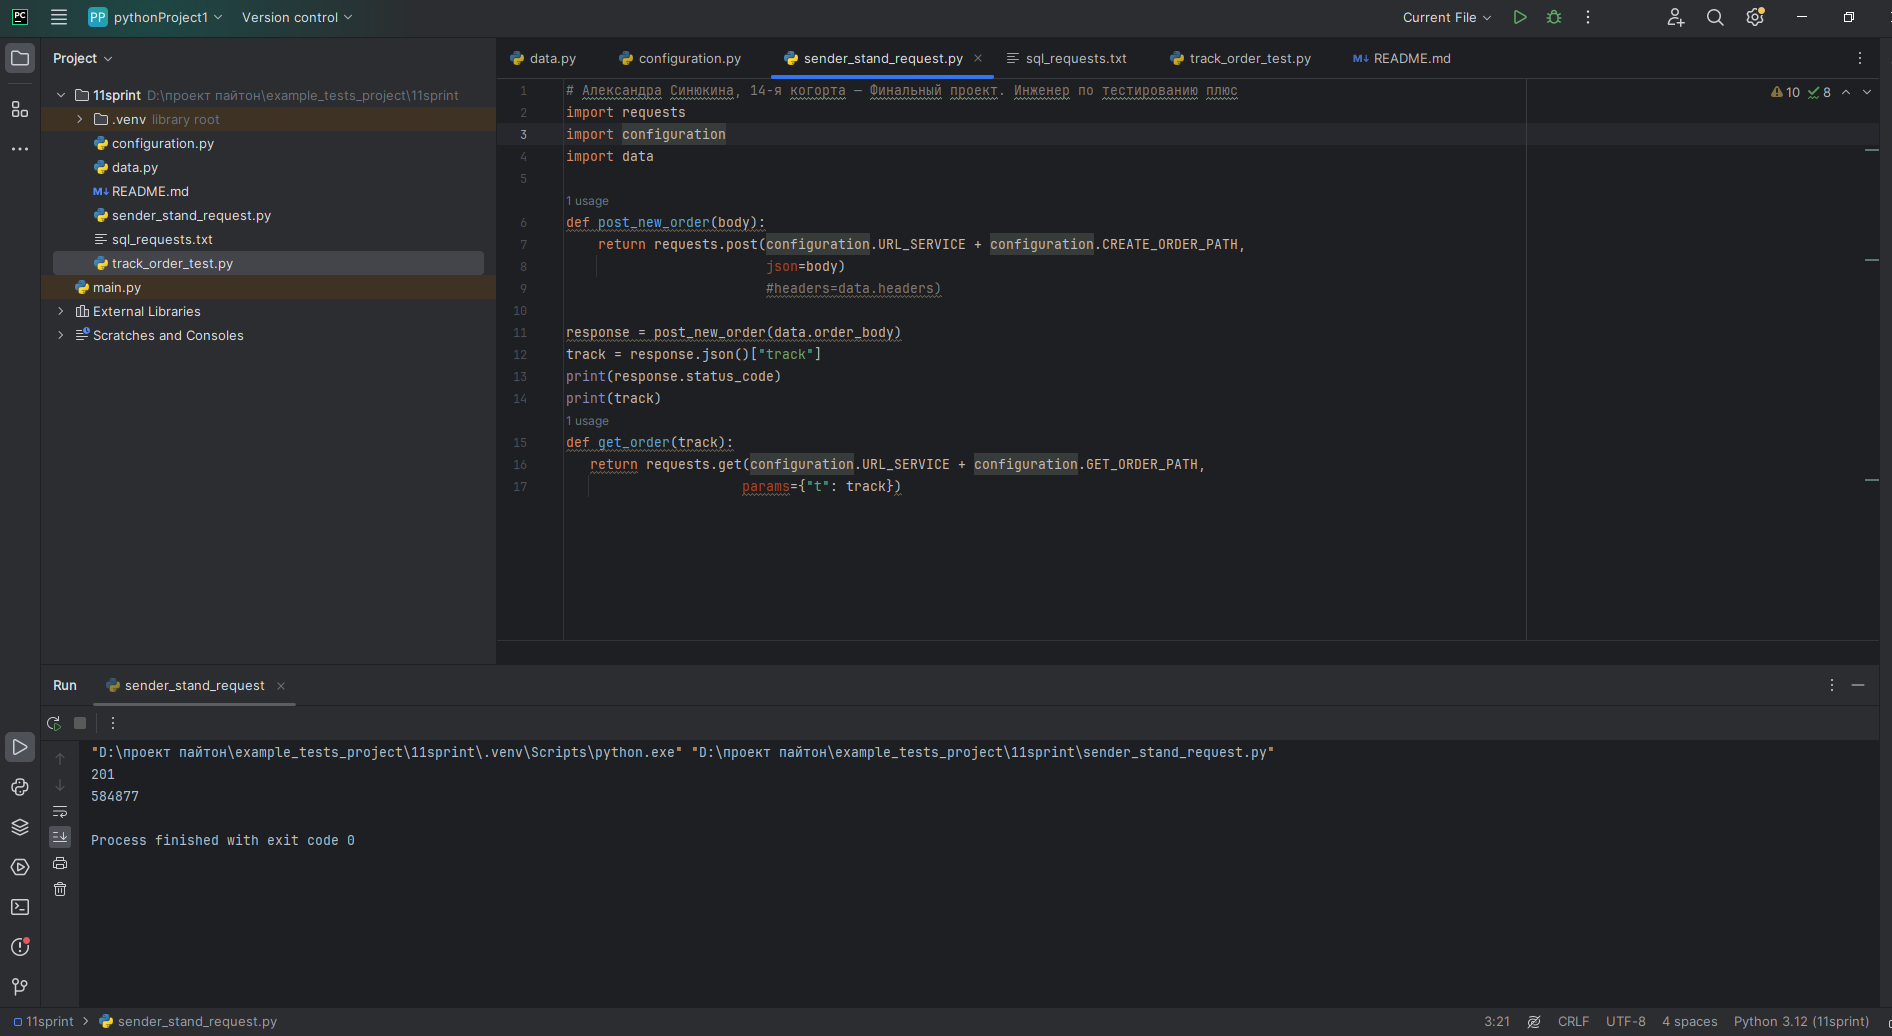 PC PP pythonProject1 Version control Current File
Project
data.py configuration.py sender_stand_request.py sql_requests.txt track_order_test.py M↓ README.md
11sprint D:\проект пайтон\example_tests_project\11sprint
.venv library root
configuration.py
data.py
M↓ README.md
sender_stand_request.py
sql_requests.txt
track_order_test.py
main.py
External Libraries
Scratches and Consoles
10 8
1 # Александра Синюкина, 14-я когорта — Финальный проект. Инженер по тестированию плюс
2 import requests
3 import configuration
4 import data
5
1 usage
6 def post_new_order(body):
7 return requests.post(configuration.URL_SERVICE + configuration.CREATE_ORDER_PATH,
8 json=body)
9 #headers=data.headers)
10
11 response = post_new_order(data.order_body)
12 track = response.json()["track"]
13 print(response.status_code)
14 print(track)
1 usage
15 def get_order(track):
16 return requests.get(configuration.URL_SERVICE + configuration.GET_ORDER_PATH,
17 params={"t": track})
Run sender_stand_request
"D:\проект пайтон\example_tests_project\11sprint\.venv\Scripts\python.exe" "D:\проект пайтон\example_tests_project\11sprint\sender_stand_request.py"
201
584877
Process finished with exit code 0
11sprint sender_stand_request.py 3:21 CRLF UTF-8 4 spaces Python 3.12 (11sprint)